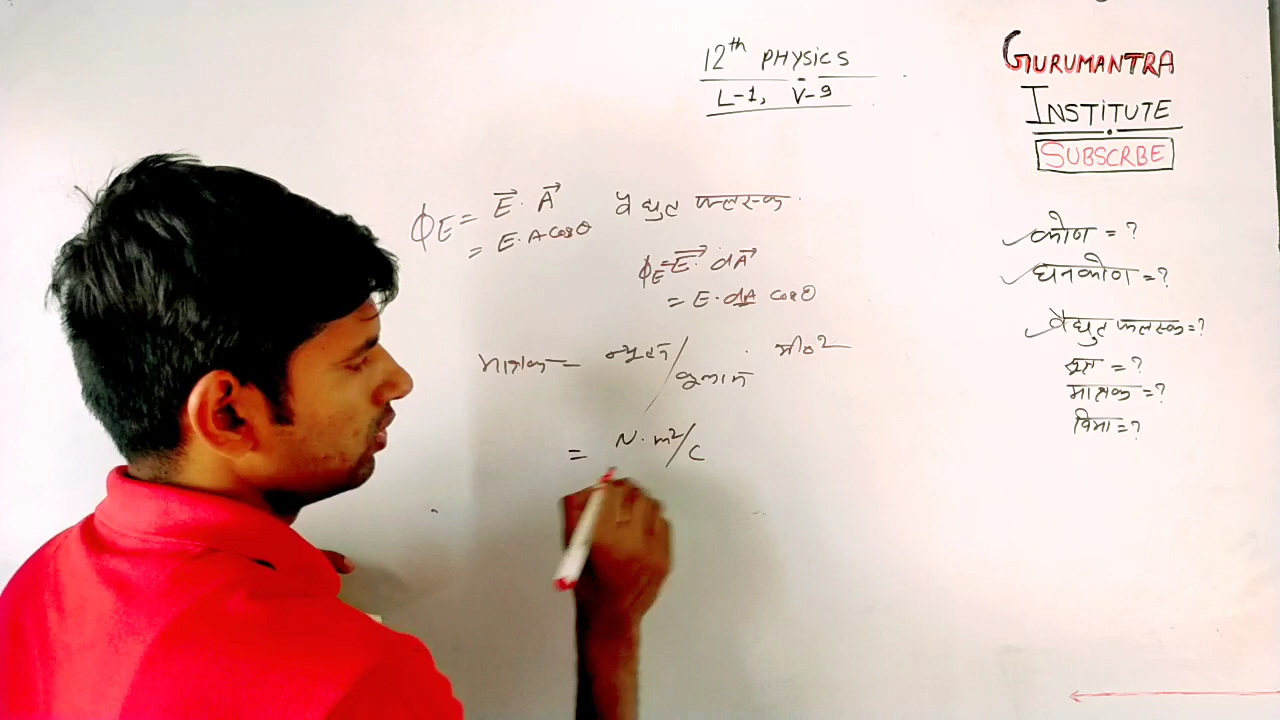 12th PHYSICS
L-1, V-9
GURUMANTRA
INSTITUTE
SUBSCRBE
ϕE = E⃗ · A⃗ वैद्युत फ्लक्स
= E · A cosθ
ϕE = E⃗ · dA⃗
= E · dA cosθ
मात्रक = न्यूटन / कूलाम · मी०²
= N · m²/C
कोण = ?
घनकोण = ?
वैद्युत फ्लक्स = ?
सूत्र = ?
मात्रक = ?
विमा = ?